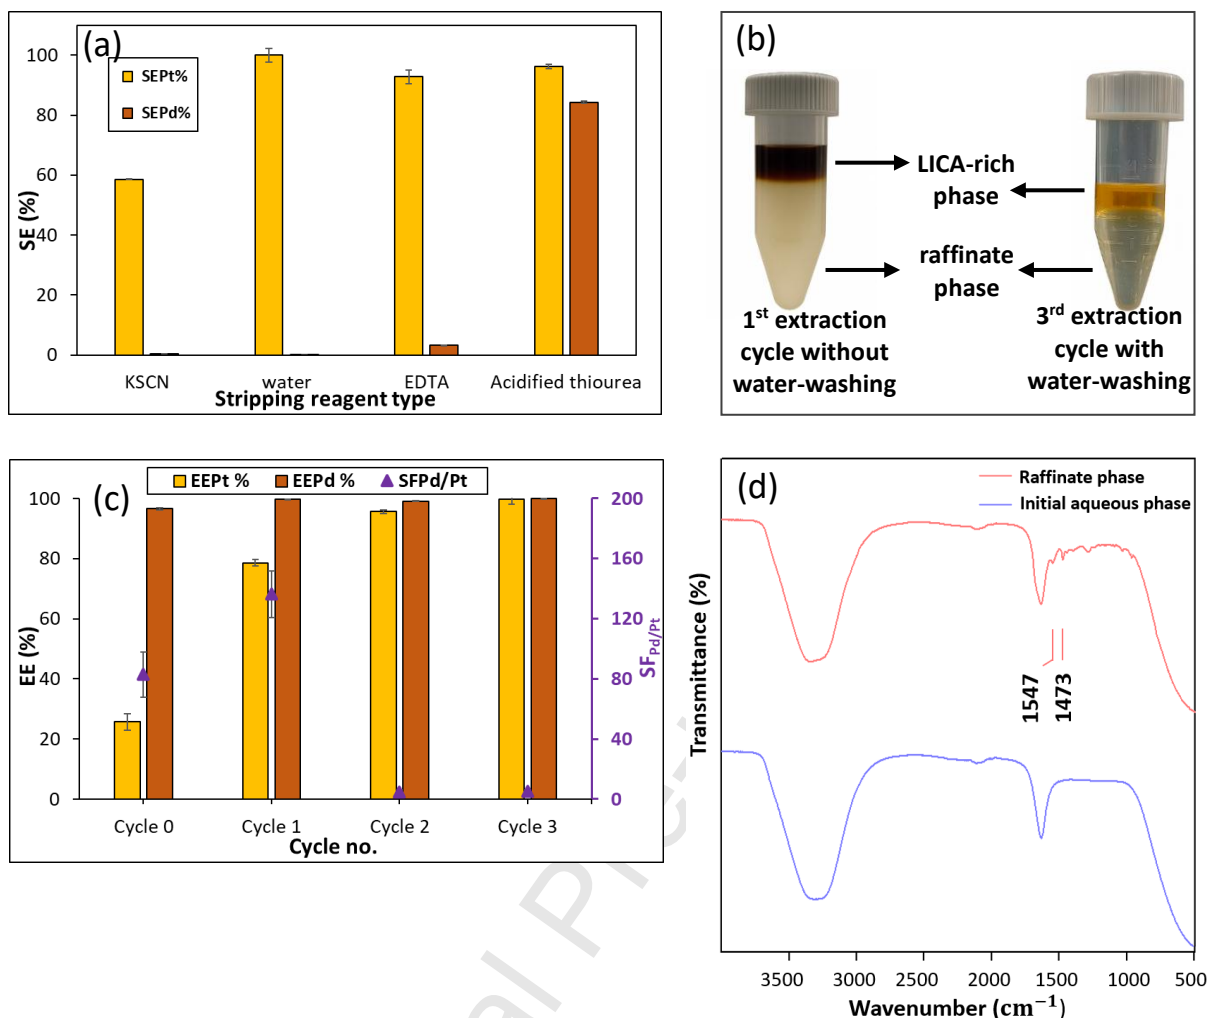 (a)
SEPt%
SEPd%
100
80
60
40
20
0
SE (%)
KSCN
water
EDTA
Acidified thiourea
Stripping reagent type
(b)
LICA-rich
phase
raffinate
phase
1st extraction
cycle without
water-washing
3rd extraction
cycle with
water-washing
(c)
EEPt %
EEPd %
SFPd/Pt
100
80
60
40
20
0
EE (%)
200
160
120
80
40
0
SFPd/Pt
Cycle 0
Cycle 1
Cycle 2
Cycle 3
Cycle no.
(d)
Raffinate phase
Initial aqueous phase
Transmittance (%)
1547
1473
3500
3000
2500
2000
1500
1000
500
Wavenumber (cm−1)